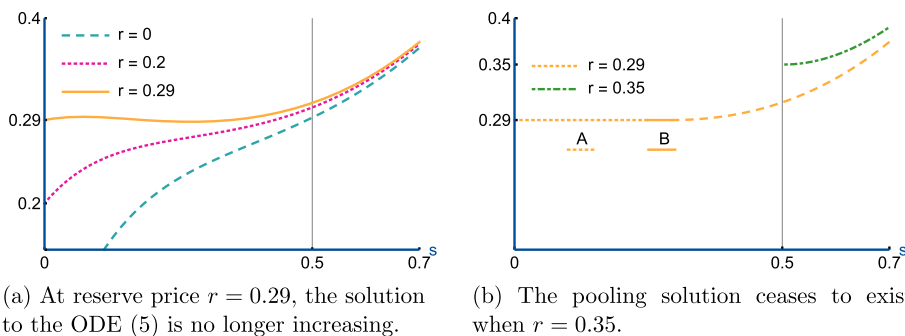 0.4
r = 0
r = 0.2
r = 0.29
0.29
0.2
0
0.5
0.7
s
(a) At reserve price r = 0.29, the solution
to the ODE (5) is no longer increasing.
0.4
0.35
r = 0.29
r = 0.35
0.29
A
B
0
0.5
0.7
s
(b) The pooling solution ceases to exis
when r = 0.35.